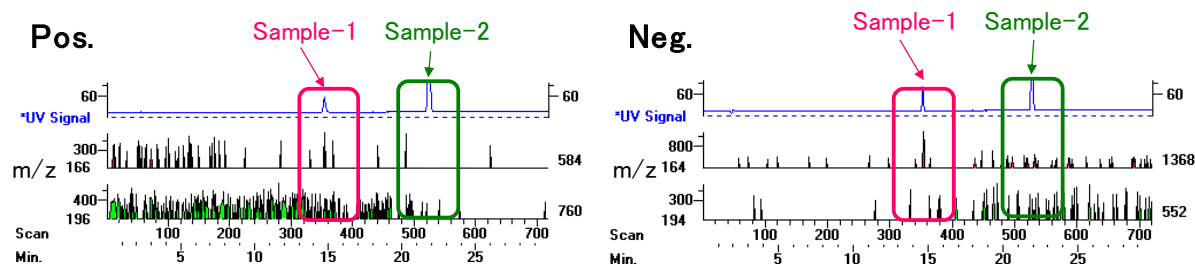 Pos.
Sample-1
Sample-2
60
60
*UV Signal
m/z
300
166
584
400
196
760
Scan
100 200 300 400 500 600 700
Min.
5 10 15 20 25
Neg.
Sample-1
Sample-2
60
60
*UV Signal
m/z
800
164
1368
300
194
552
Scan
100 200 300 400 500 600 700
Min.
5 10 15 20 25